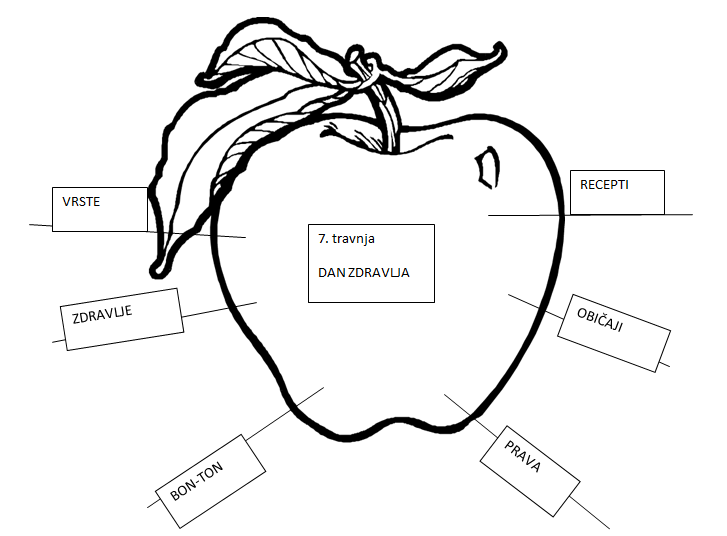 VRSTE
RECEPTI
7. travnja
DAN ZDRAVLJA
ZDRAVLJE
OBIČAJI
BON-TON
PRAVA